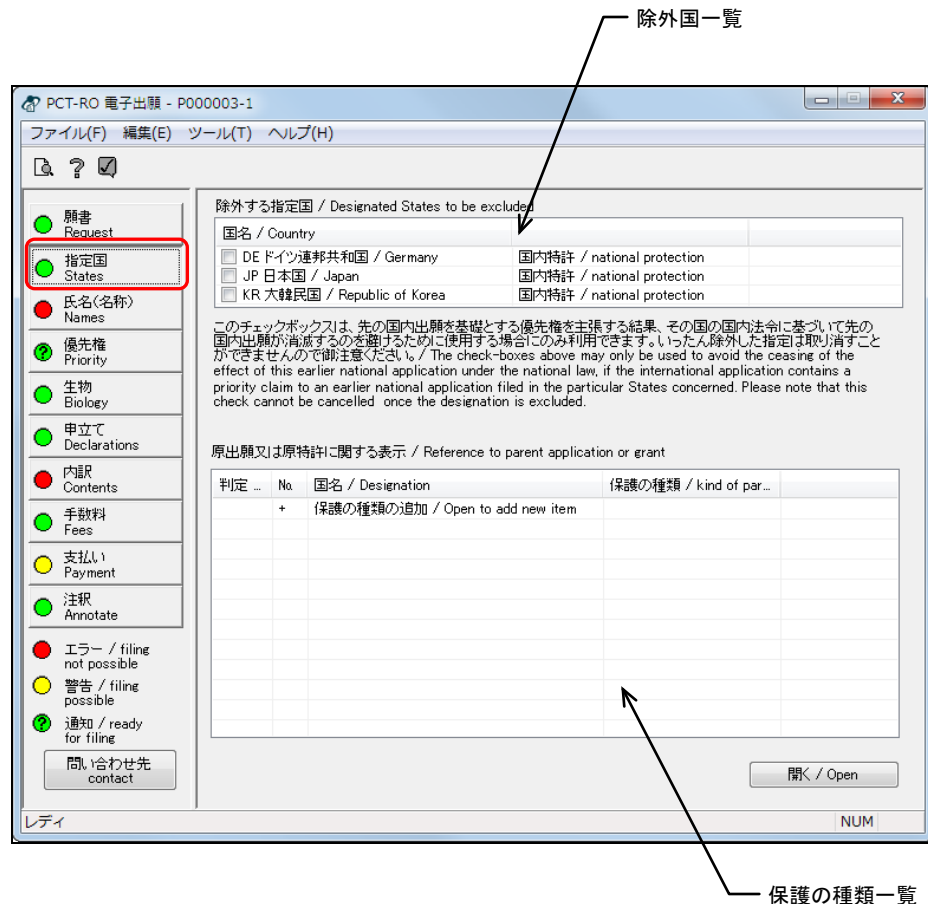 除外国一覧
PCT-RO 電子出願 - P000003-1
ファイル(F) 編集(E) ツール(T) ヘルプ(H)
願書
Request
指定国
States
氏名(名称)
Names
優先権
Priority
生物
Biology
申立て
Declarations
内訳
Contents
手数料
Fees
支払い
Payment
注釈
Annotate
エラー / filing
not possible
警告 / filing
possible
通知 / ready
for filing
問い合わせ先
contact
除外する指定国 / Designated States to be excluded
国名 / Country
DE ドイツ連邦共和国 / Germany 国内特許 / national protection
JP 日本国 / Japan 国内特許 / national protection
KR 大韓民国 / Republic of Korea 国内特許 / national protection
このチェックボックスは、先の国内出願を基礎とする優先権を主張する結果、その国の国内法令に基づいて先の
国内出願が消滅するのを避けるために使用する場合にのみ利用できます。いったん除外した指定は取り消すこと
ができませんので御注意ください。/ The check-boxes above may only be used to avoid the ceasing of the
effect of this earlier national application under the national law, if the international application contains a
priority claim to an earlier national application filed in the particular States concerned. Please note that this
check cannot be cancelled once the designation is excluded.
原出願又は原特許に関する表示 / Reference to parent application or grant
判定 ... No. 国名 / Designation 保護の種類 / kind of par...
+ 保護の種類の追加 / Open to add new item
開く / Open
レディ NUM
保護の種類一覧